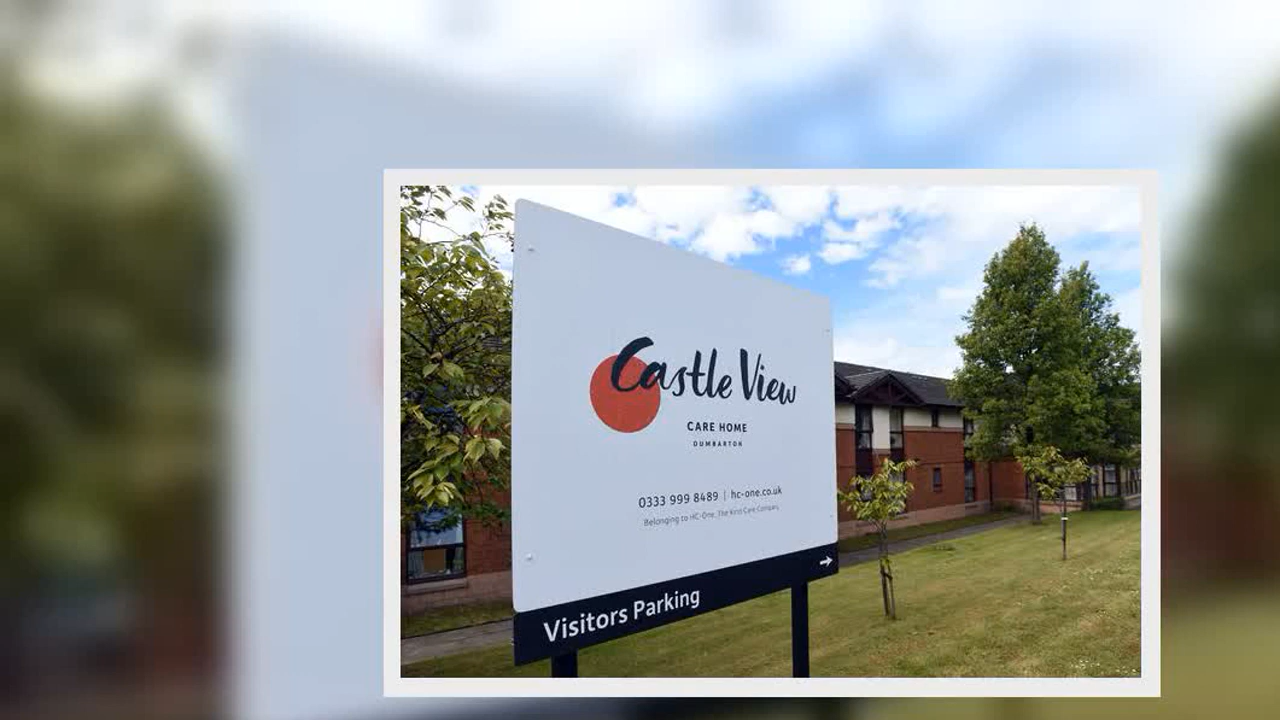 Castle View
CARE HOME
DUMBARTON
0333 999 8489 | hc-one.co.uk
Belonging to HC-One, The Kind Care Company
Visitors Parking